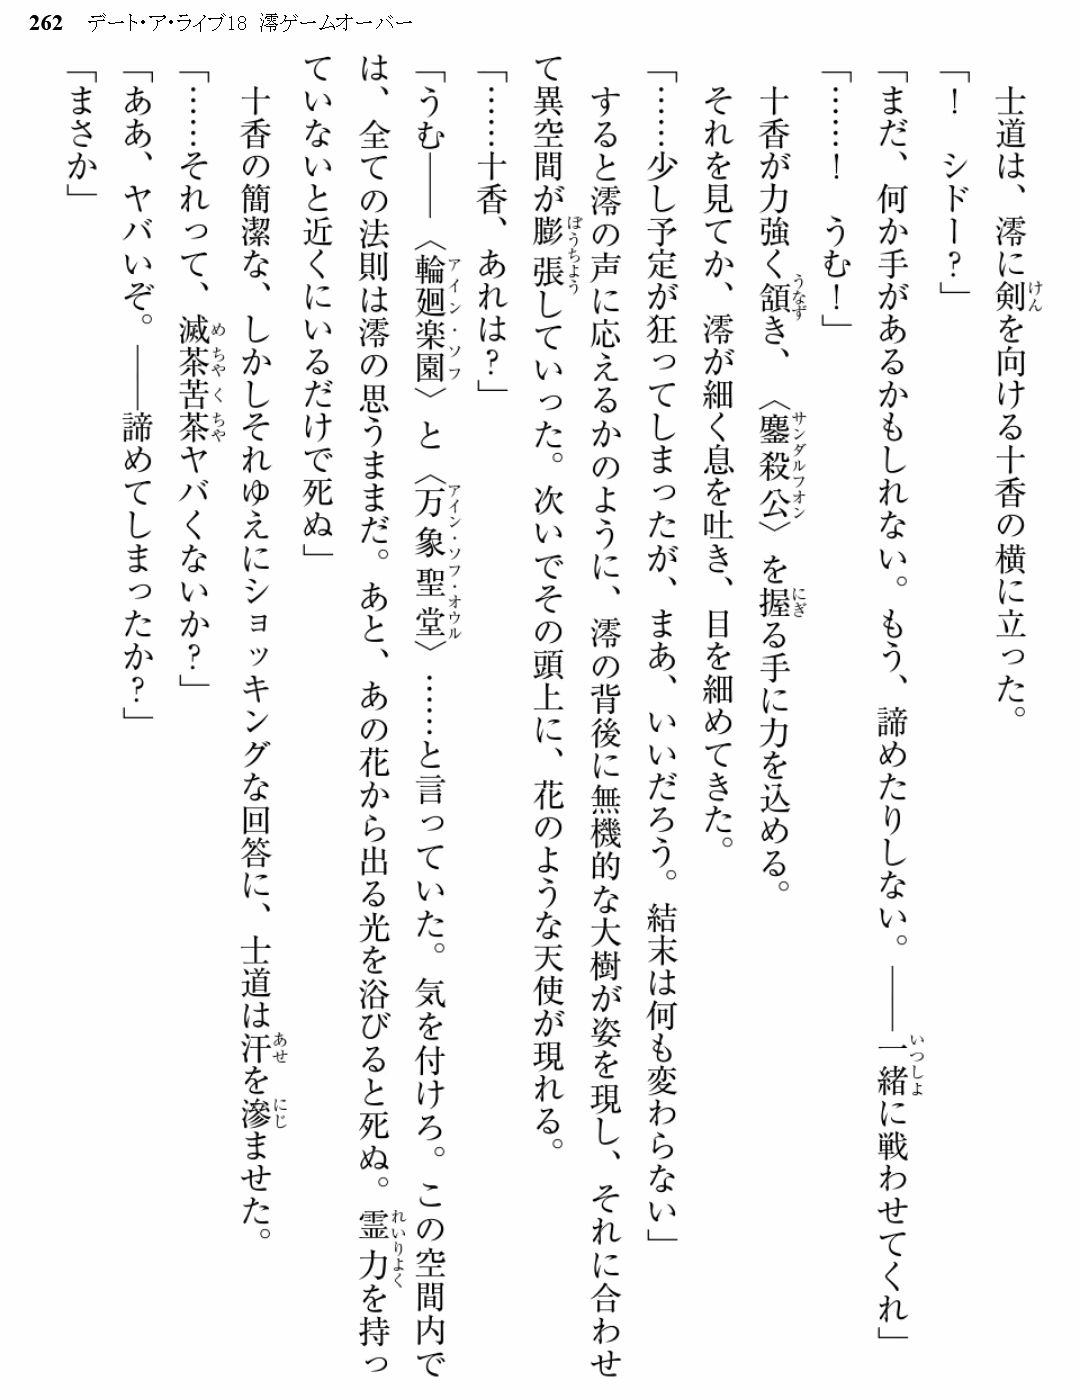 262 デート・ア・ライブ18 澪ゲームオーバー
士道は、澪に剣を向ける十香の横に立った。
「！　シドー？」
「まだ、何か手があるかもしれない。もう、諦めたりしない。――一緒に戦わせてくれ」
「……！　うむ！」
十香が力強く頷き、〈鏖殺公〉を握る手に力を込める。
それを見てか、澪が細く息を吐き、目を細めてきた。
「……少し予定が狂ってしまったが、まあ、いいだろう。結末は何も変わらない」
すると澪の声に応えるかのように、澪の背後に無機的な大樹が姿を現し、それに合わせ
て異空間が膨張していった。次いでその頭上に、花のような天使が現れる。
「……十香、あれは？」
「うむ――〈輪廻楽園〉と〈万象聖堂〉……と言っていた。気を付けろ。この空間内で
は、全ての法則は澪の思うままだ。あと、あの花から出る光を浴びると死ぬ。霊力を持っ
ていないと近くにいるだけで死ぬ」
十香の簡潔な、しかしそれゆえにショッキングな回答に、士道は汗を滲ませた。
「……それって、滅茶苦茶ヤバくないか？」
「ああ、ヤバいぞ。――諦めてしまったか？」
「まさか」